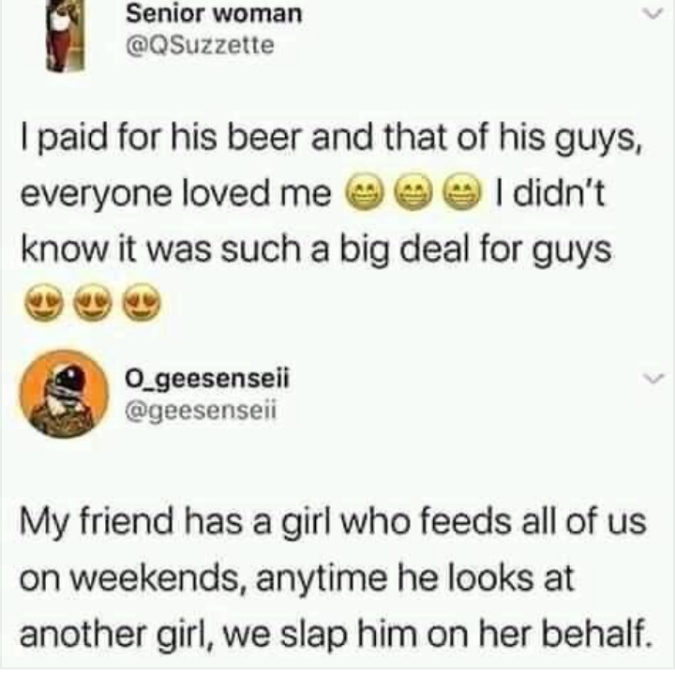 Senior woman
@QSuzzette
I paid for his beer and that of his guys,
everyone loved me 😁 😁 😁 I didn't
know it was such a big deal for guys
😍 😍 😍
O_geesenseii
@geesenseii
My friend has a girl who feeds all of us
on weekends, anytime he looks at
another girl, we slap him on her behalf.